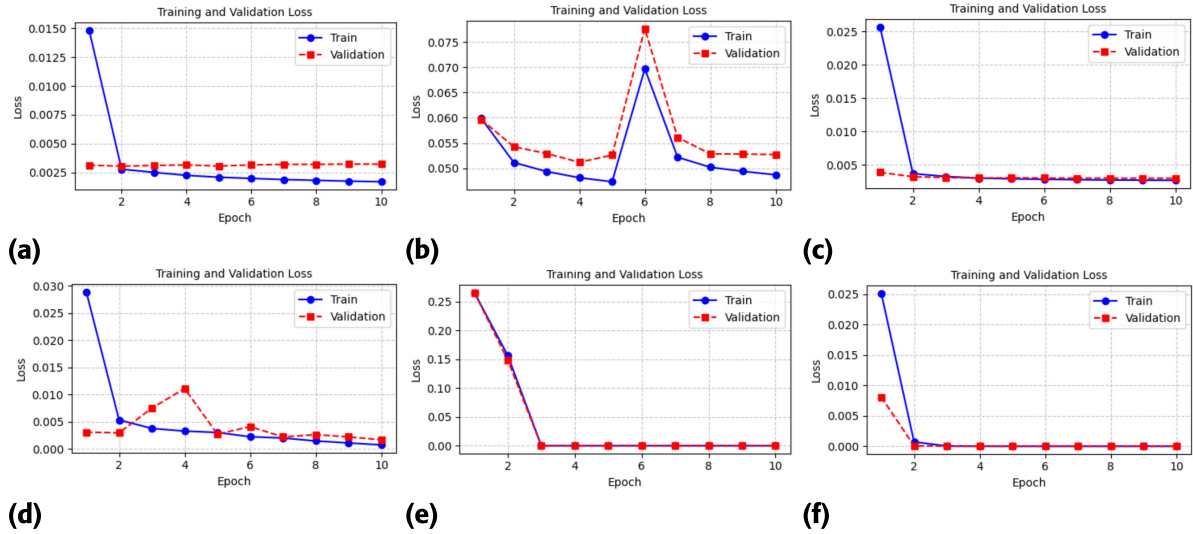 Training and Validation Loss
0.0150
0.0125
0.0100
0.0075
0.0050
0.0025
Loss
Train
Validation
2 4 6 8 10
Epoch
(a)
Training and Validation Loss
0.075
0.070
0.065
0.060
0.055
0.050
Loss
Train
Validation
2 4 6 8 10
Epoch
(b)
Training and Validation Loss
0.025
0.020
0.015
0.010
0.005
Loss
Train
Validation
2 4 6 8 10
Epoch
(c)
Training and Validation Loss
0.030
0.025
0.020
0.015
0.010
0.005
0.000
Loss
Train
Validation
2 4 6 8 10
Epoch
(d)
Training and Validation Loss
0.25
0.20
0.15
0.10
0.05
0.00
Loss
Train
Validation
2 4 6 8 10
Epoch
(e)
Training and Validation Loss
0.025
0.020
0.015
0.010
0.005
0.000
Loss
Train
Validation
2 4 6 8 10
Epoch
(f)